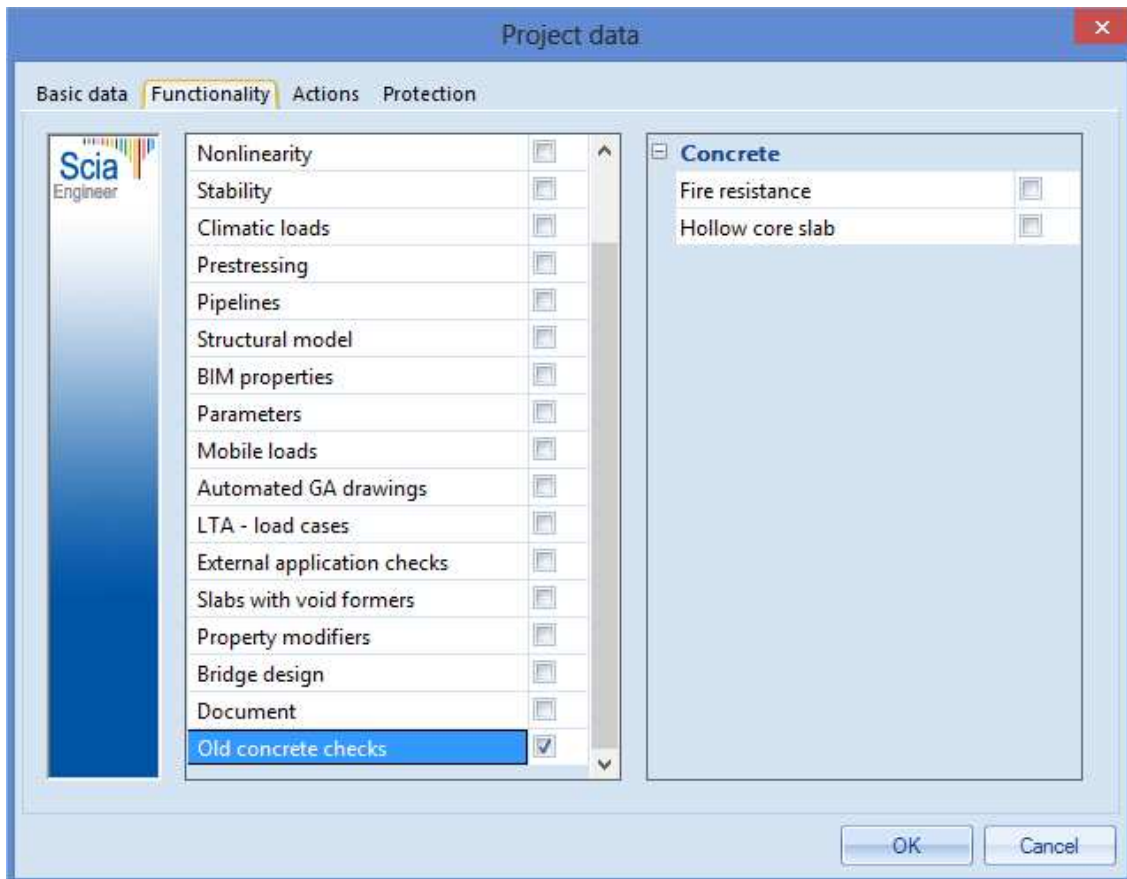 Project data
Basic data Functionality Actions Protection
Scia
Engineer
Nonlinearity
Stability
Climatic loads
Prestressing
Pipelines
Structural model
BIM properties
Parameters
Mobile loads
Automated GA drawings
LTA - load cases
External application checks
Slabs with void formers
Property modifiers
Bridge design
Document
Old concrete checks
Concrete
Fire resistance
Hollow core slab
OK Cancel